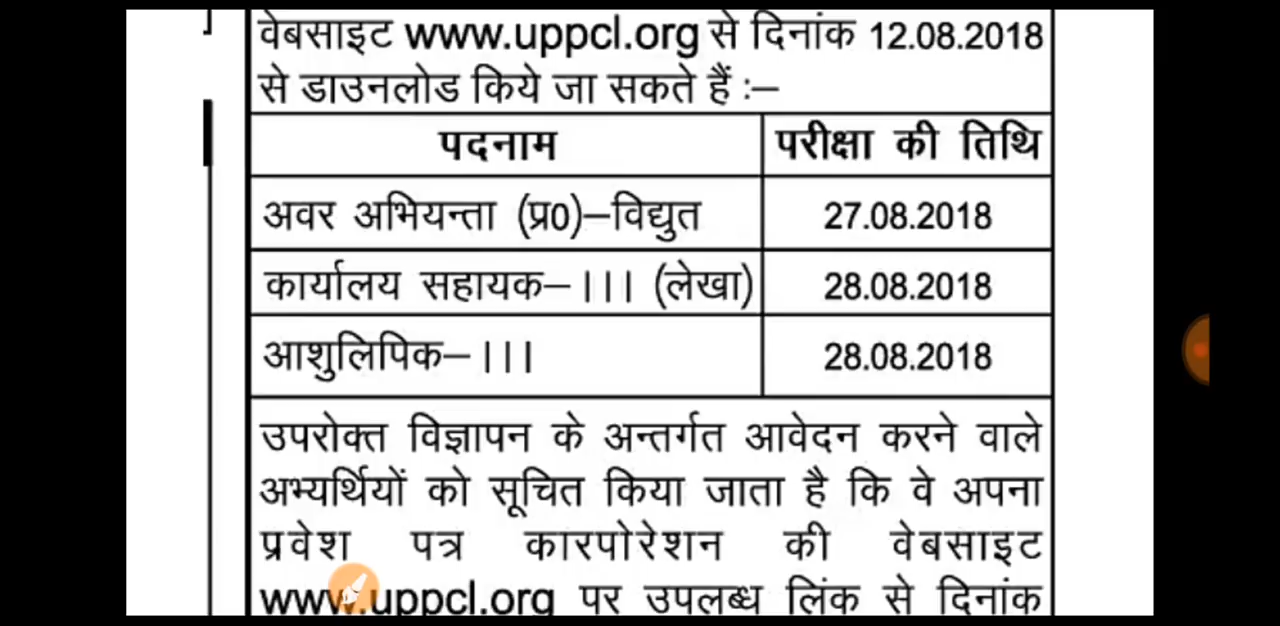 वेबसाइट www.uppcl.org से दिनांक 12.08.2018
से डाउनलोड किये जा सकते हैं :–
पदनाम परीक्षा की तिथि
अवर अभियन्ता (प्र0)–विद्युत 27.08.2018
कार्यालय सहायक–।।। (लेखा) 28.08.2018
आशुलिपिक–।।। 28.08.2018
उपरोक्त विज्ञापन के अन्तर्गत आवेदन करने वाले
अभ्यर्थियों को सूचित किया जाता है कि वे अपना
प्रवेश पत्र कारपोरेशन की वेबसाइट
www.uppcl.org पर उपलब्ध लिंक से दिनांक